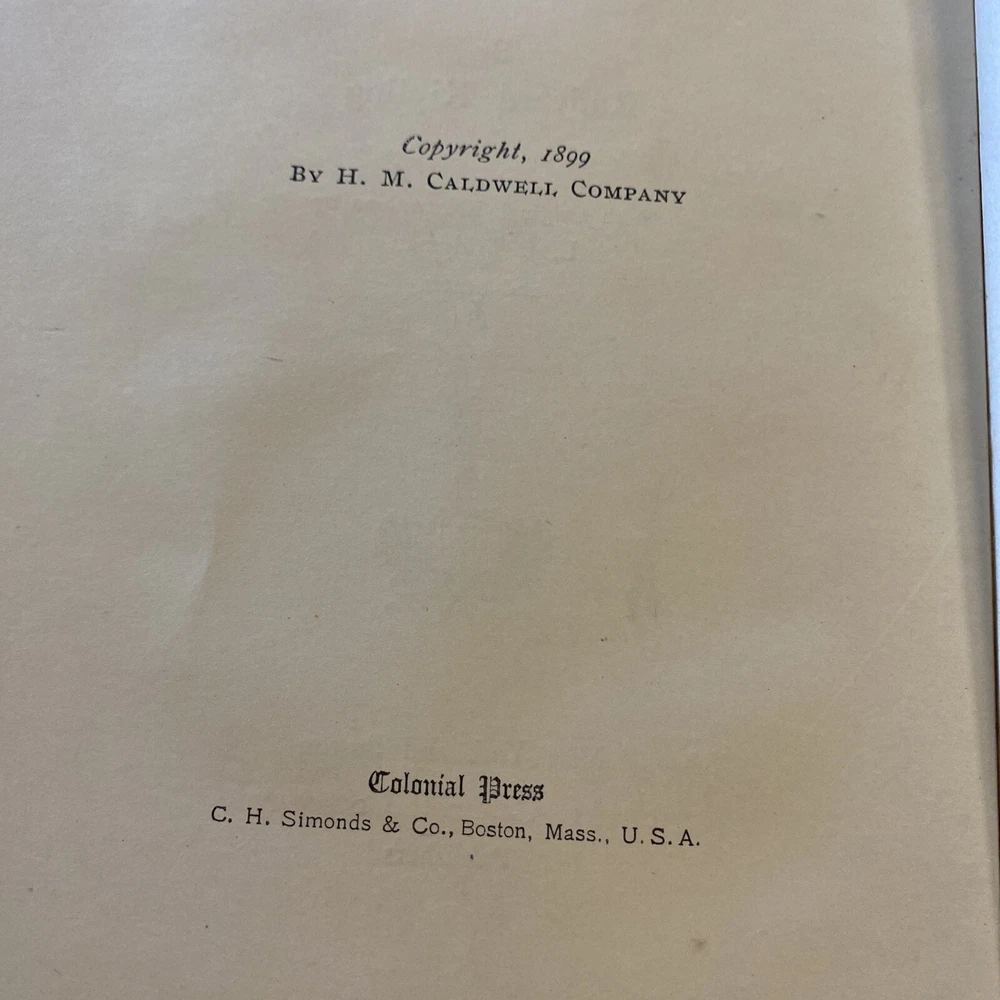 Copyright, 1899
BY H. M. CALDWELL COMPANY
Colonial Press
C. H. Simonds & Co., Boston, Mass., U. S. A.